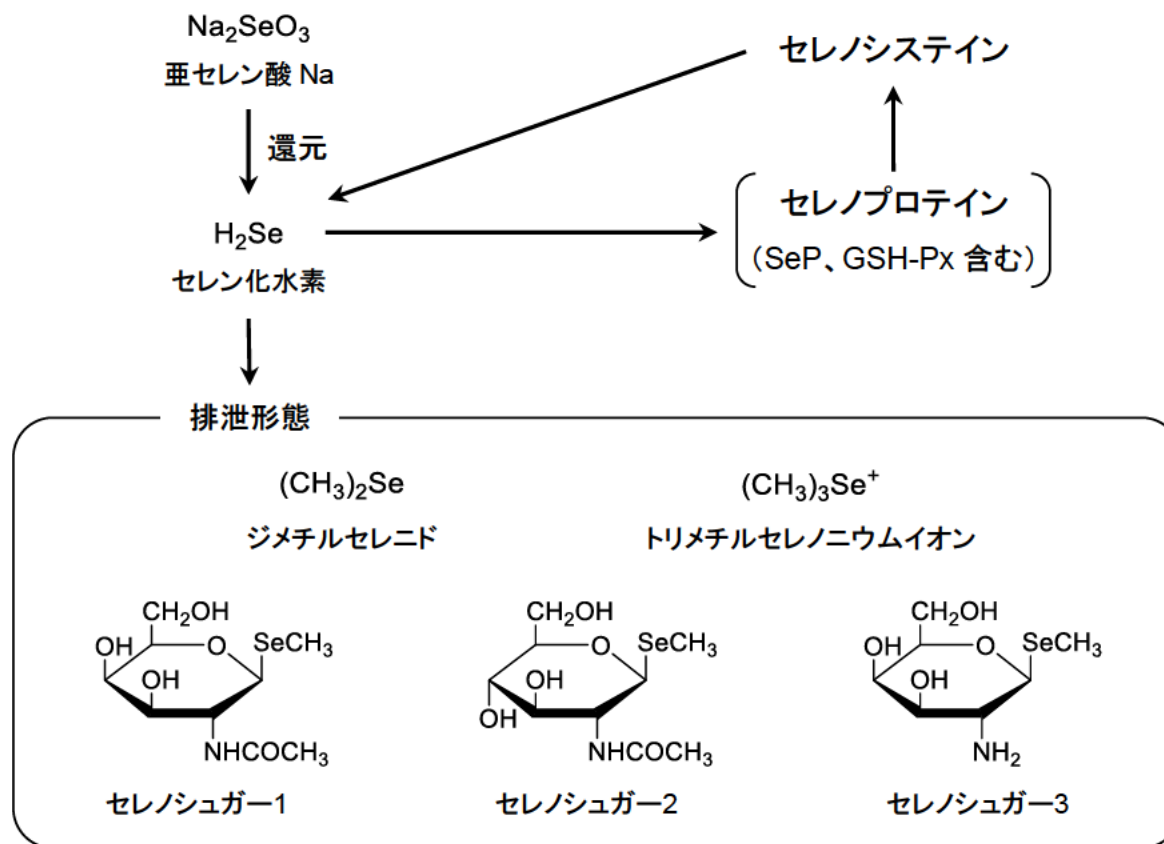 Na₂SeO₃
亜セレン酸 Na
還元
H₂Se
セレン化水素
セレノシステイン
セレノプロテイン
（SeP、GSH-Px 含む）
排泄形態
(CH₃)₂Se
ジメチルセレニド
(CH₃)₃Se⁺
トリメチルセレノニウムイオン
CH₂OH
OH
O
SeCH₃
OH
NHCOCH₃
セレノシュガー1
CH₂OH
O
SeCH₃
OH
OH
NHCOCH₃
セレノシュガー2
CH₂OH
OH
O
SeCH₃
OH
NH₂
セレノシュガー3